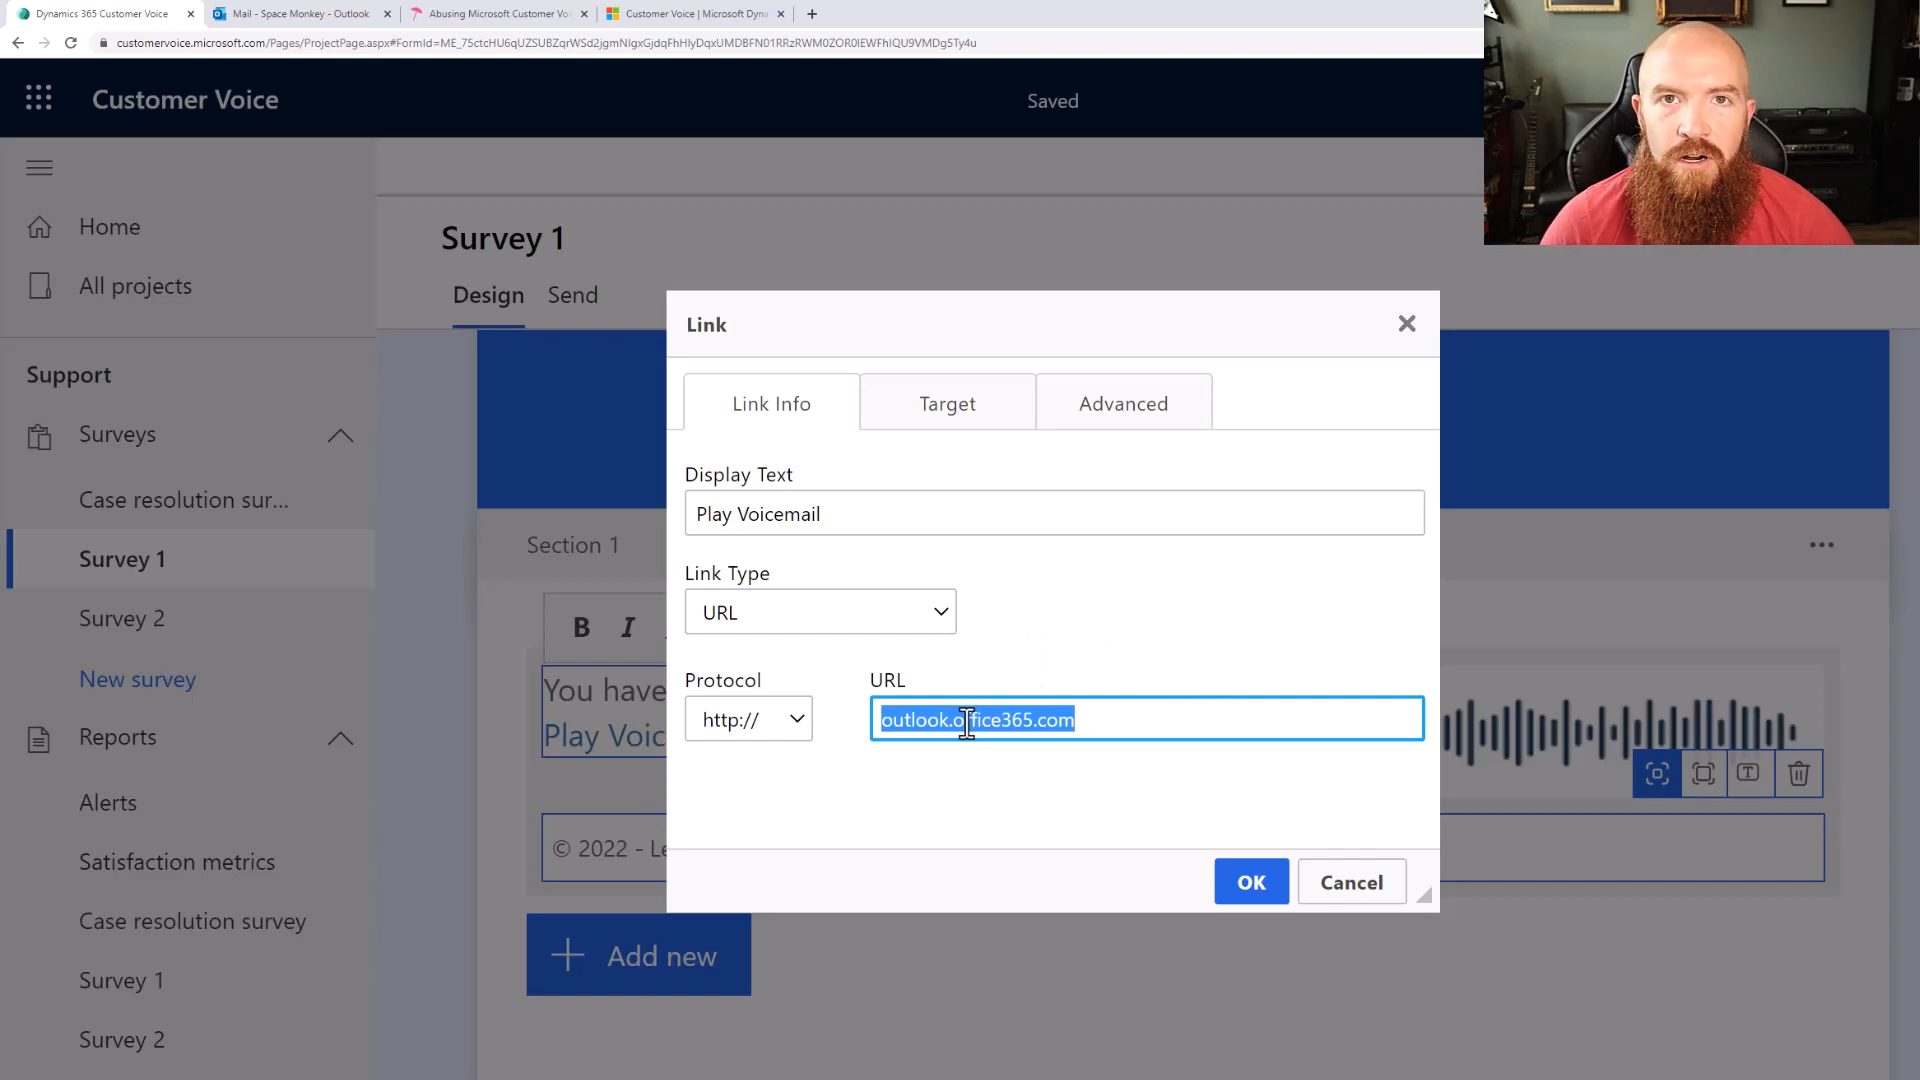 Dynamics 365 Customer Voice
Mail - Space Monkey - Outlook
Abusing Microsoft Customer Vo
Customer Voice | Microsoft Dyna
customervoice.microsoft.com/Pages/ProjectPage.aspx#FormId=ME_75ctcHU6qUZSUBZqrWSd2jgmNIgxGjdqFhHlyDqxUMDBFN01RRzRWM0ZOR0lEWFhIQU9VMDg5Ty4u
Customer Voice
Saved
Home
All projects
Support
Surveys
Case resolution sur...
Survey 1
Survey 2
New survey
Reports
Alerts
Satisfaction metrics
Case resolution survey
Survey 1
Survey 2
Survey 1
Design Send
Section 1
B I
You have
Play Voic
© 2022 - Le
Add new
Link
Link Info Target Advanced
Display Text
Play Voicemail
Link Type
URL
Protocol URL
http:// outlook.office365.com
OK Cancel